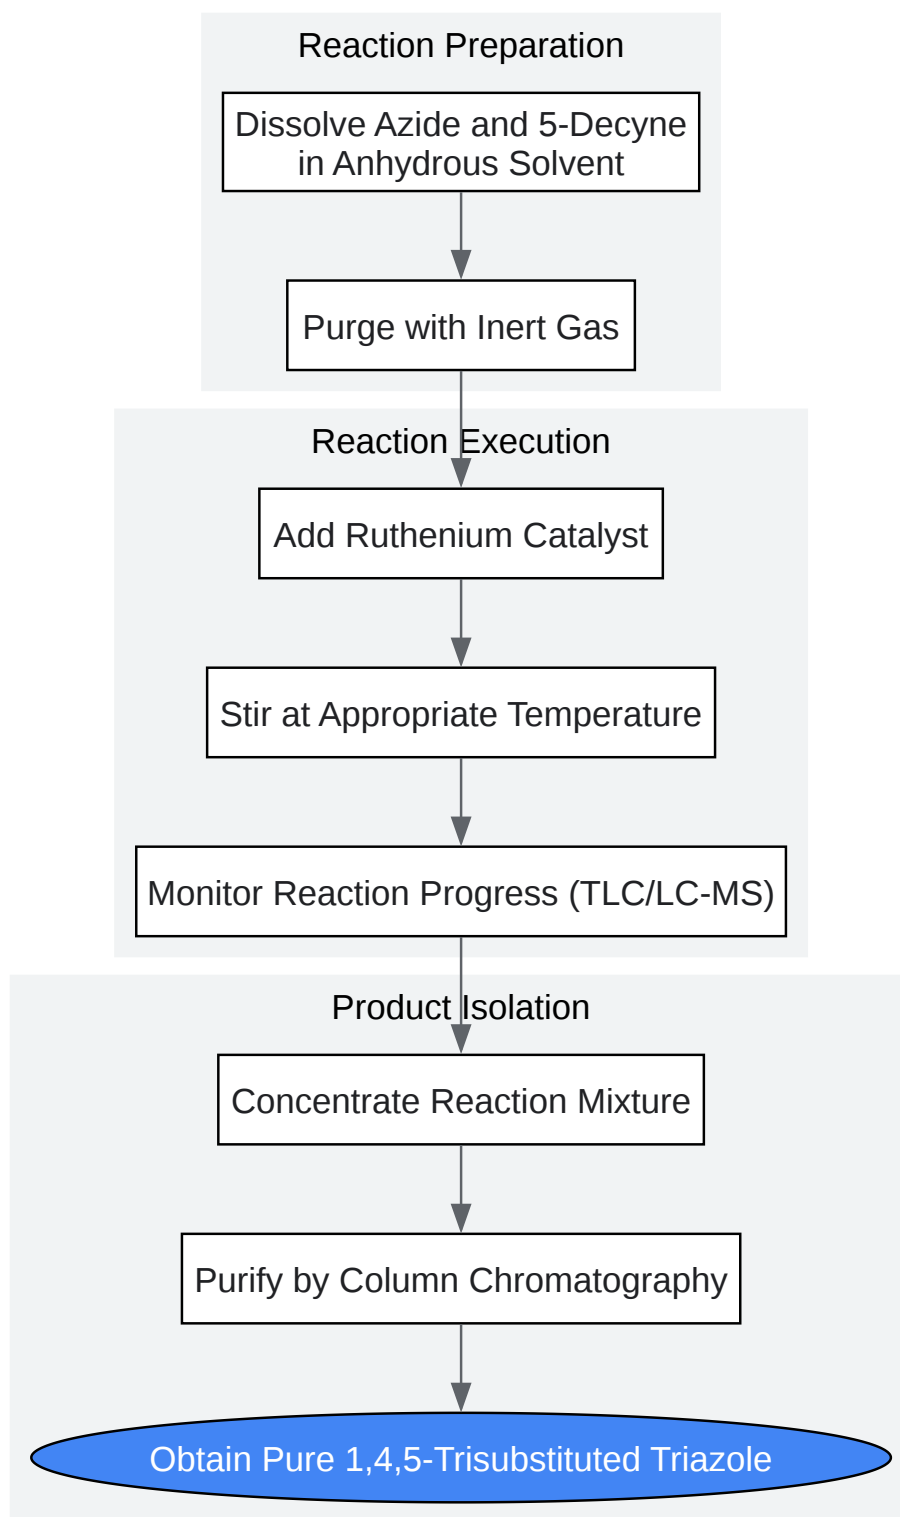 Reaction Preparation
Dissolve Azide and 5-Decyne
in Anhydrous Solvent
Purge with Inert Gas
Reaction Execution
Add Ruthenium Catalyst
Stir at Appropriate Temperature
Monitor Reaction Progress (TLC/LC-MS)
Product Isolation
Concentrate Reaction Mixture
Purify by Column Chromatography
Obtain Pure 1,4,5-Trisubstituted Triazole